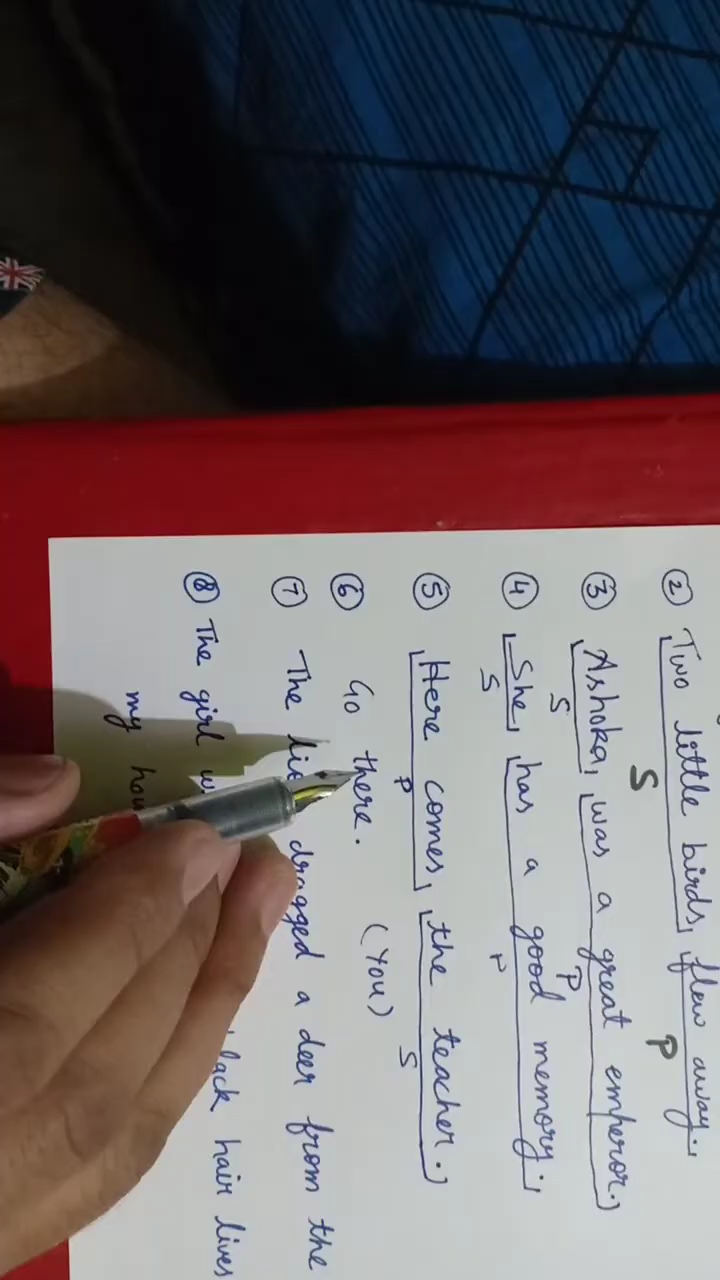 ② Two little birds, flew away.
S P
③ Ashoka, was a great emperor.
S P
④ She, has a good memory.
S P
⑤ Here comes, the teacher.
P S
⑥ Go there. (You)
⑦ The dragged a deer from the
⑧ The girl hair lives
my